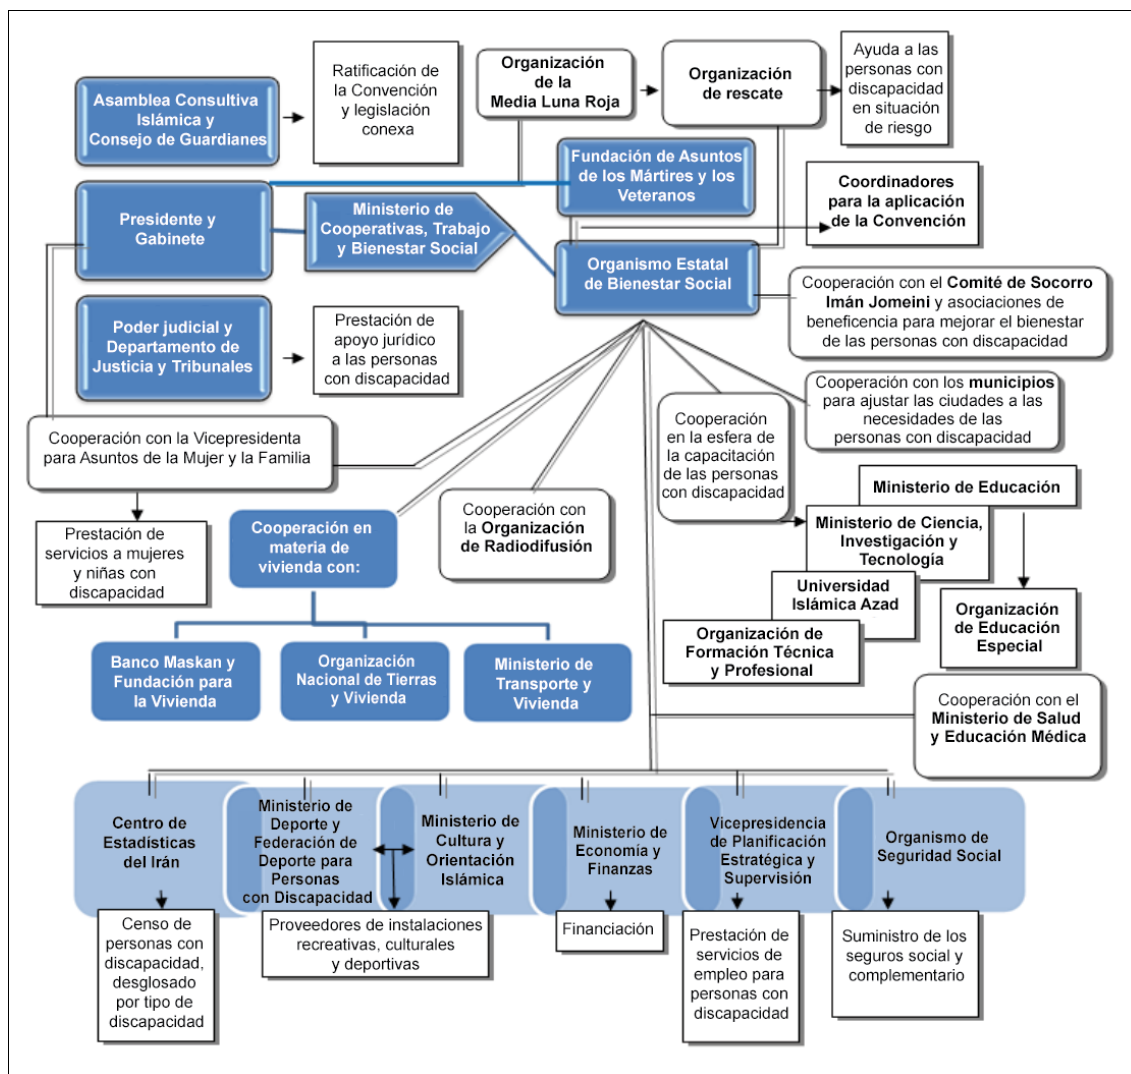 Asamblea Consultiva
Islámica y
Consejo de Guardianes
Ratificación de
la Convención
y legislación
conexa
Organización
de la
Media Luna Roja
Organización
de rescate
Ayuda a las
personas con
discapacidad
en situación
de riesgo
Fundación de Asuntos
de los Mártires y los
Veteranos
Coordinadores
para la aplicación
de la Convención
Presidente y
Gabinete
Ministerio de
Cooperativas, Trabajo
y Bienestar Social
Organismo Estatal
de Bienestar Social
Cooperación con el Comité de Socorro
Imán Jomeini y asociaciones de
beneficencia para mejorar el bienestar
de las personas con discapacidad
Poder judicial y
Departamento de
Justicia y Tribunales
Prestación de
apoyo jurídico
a las personas
con discapacidad
Cooperación con los municipios
para ajustar las ciudades a las
necesidades de las
personas con discapacidad
Cooperación
en la esfera de
la capacitación
de las personas
con discapacidad
Cooperación con la Vicepresidenta
para Asuntos de la Mujer y la Familia
Prestación de
servicios a mujeres
y niñas con
discapacidad
Cooperación en
materia de
vivienda con:
Cooperación con
la Organización
de Radiodifusión
Ministerio de Educación
Ministerio de Ciencia,
Investigación y
Tecnología
Universidad
Islámica Azad
Organización de
Formación Técnica
y Profesional
Organización
de Educación
Especial
Banco Maskan y
Fundación para
la Vivienda
Organización
Nacional de Tierras
y Vivienda
Ministerio de
Transporte y
Vivienda
Cooperación con el
Ministerio de Salud
y Educación Médica
Centro de
Estadísticas
del Irán
Ministerio de
Deporte y
Federación de
Deporte para
Personas
con Discapacidad
Ministerio de
Cultura y
Orientación
Islámica
Ministerio de
Economía y
Finanzas
Vicepresidencia
de Planificación
Estratégica y
Supervisión
Organismo de
Seguridad Social
Censo de
personas con
discapacidad,
desglosado
por tipo de
discapacidad
Proveedores de instalaciones
recreativas, culturales
y deportivas
Financiación
Prestación de
servicios de
empleo para
personas con
discapacidad
Suministro de los
seguros social y
complementario